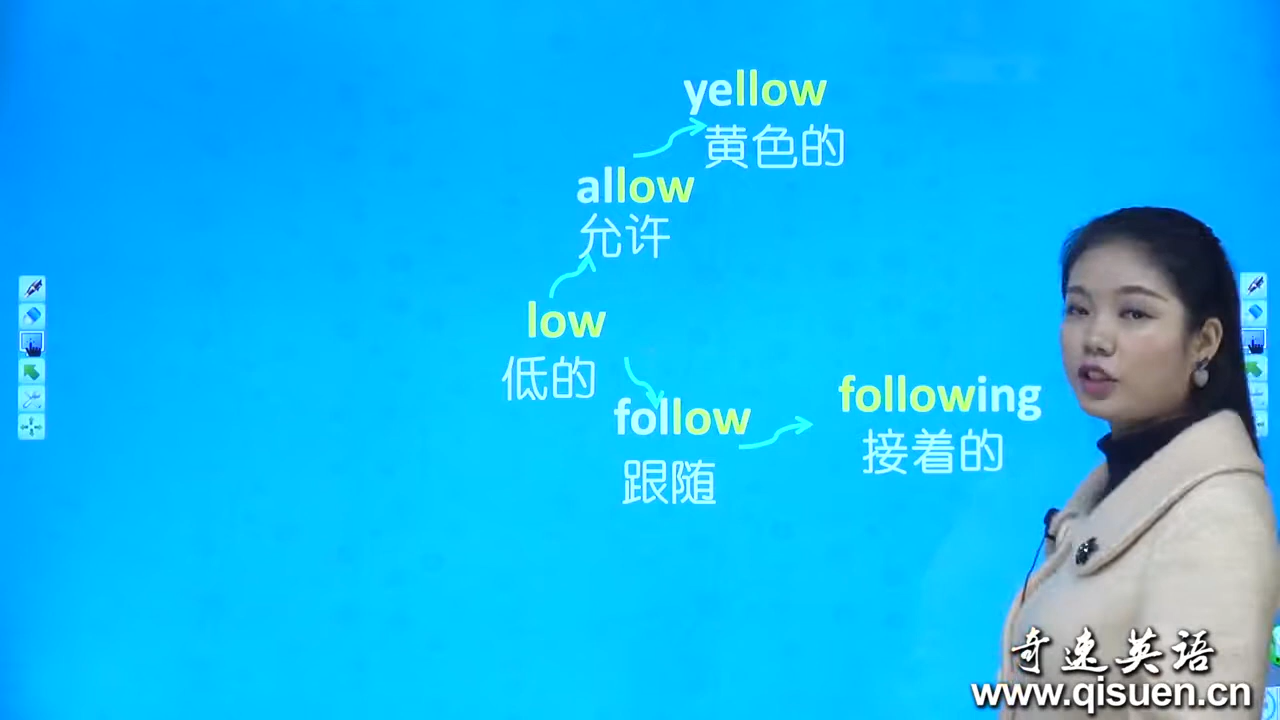 yellow
黄色的
allow
允许
low
低的
follow
跟随
following
接着的
奇速英语
www.qisuen.cn